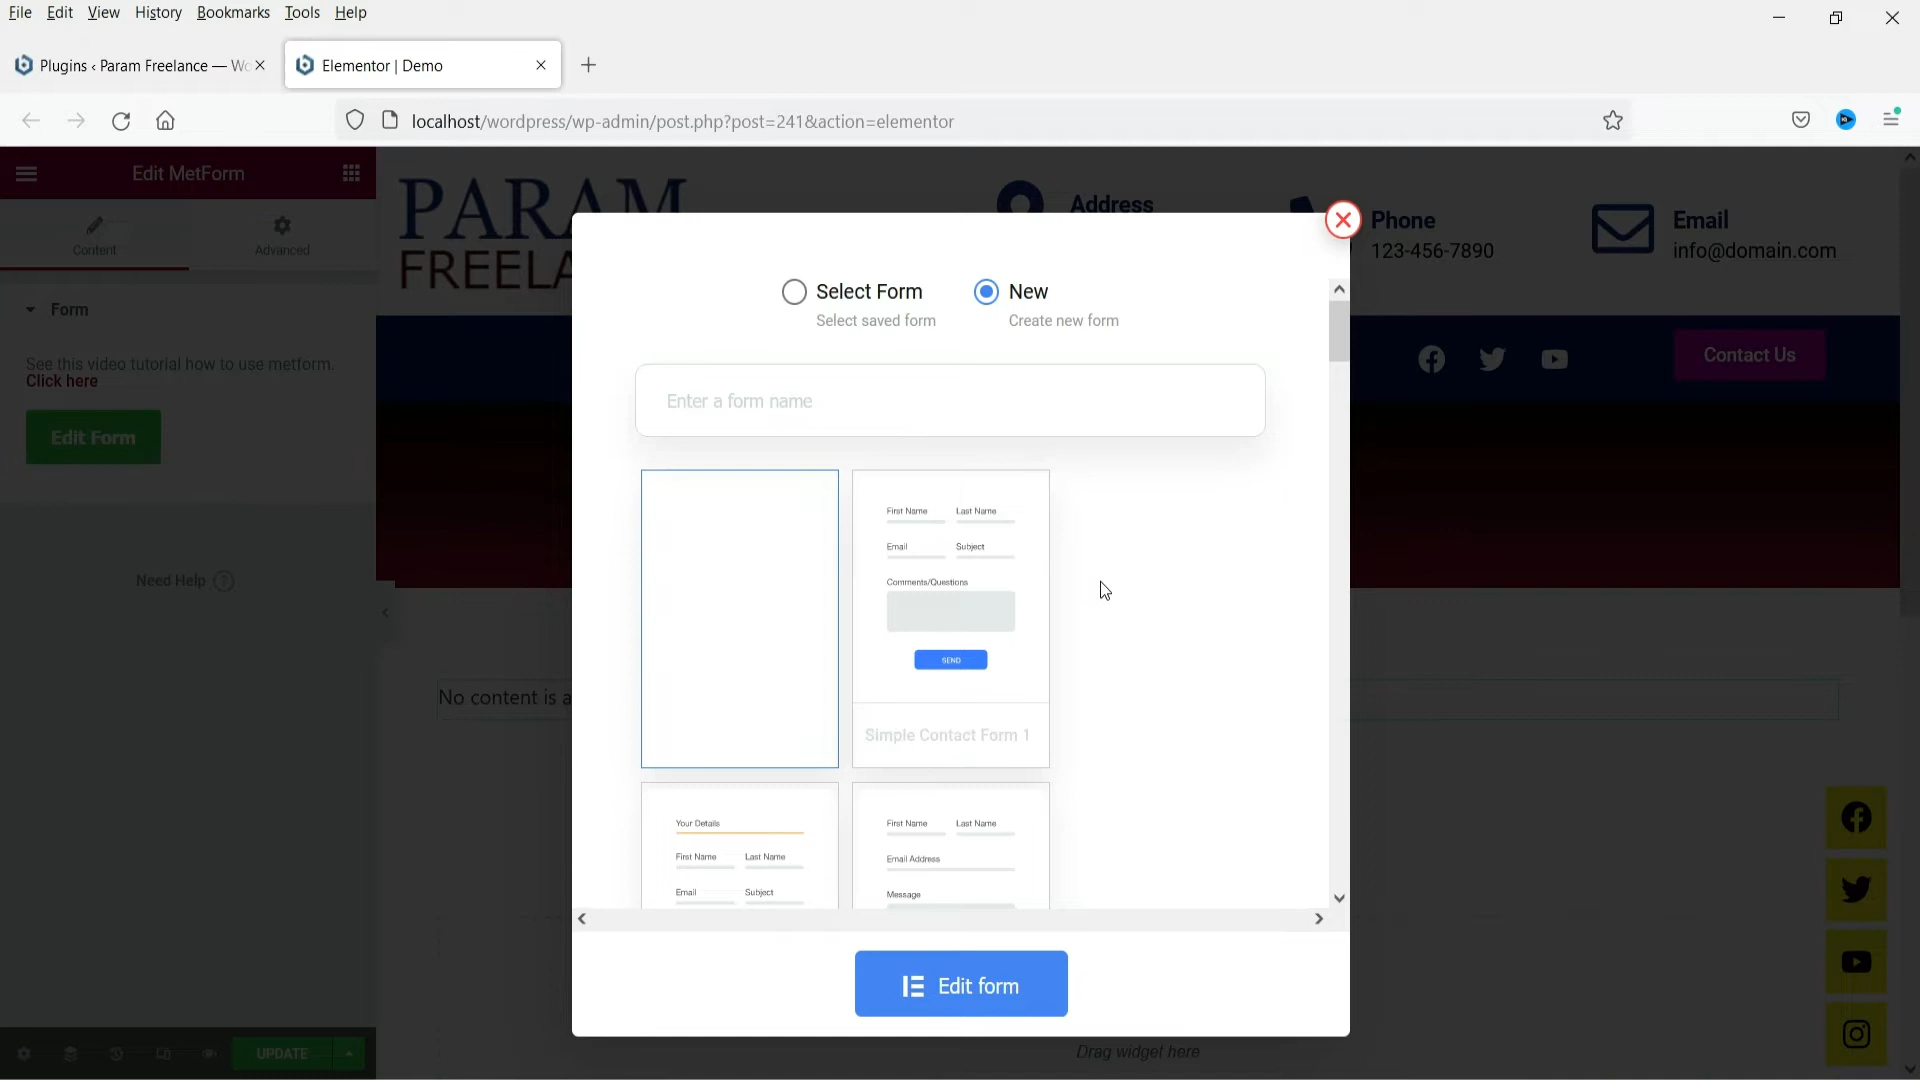 File Edit View History Bookmarks Tools Help
Plugins ‹ Param Freelance — Wo
Elementor | Demo
localhost/wordpress/wp-admin/post.php?post=241&action=elementor
Edit MetForm
Content
Advanced
Form
See this video tutorial how to use metform.
Click here
Edit Form
Need Help
UPDATE
PARAM
FREELA
Address
Phone
123-456-7890
Email
info@domain.com
Contact Us
Select Form
Select saved form
New
Create new form
Enter a form name
First Name Last Name
Email Subject
Comments/Questions
SEND
Simple Contact Form 1
Your Details
First Name Last Name
Email Subject
First Name Last Name
Email Address
Message
No content is a
Edit form
Drag widget here